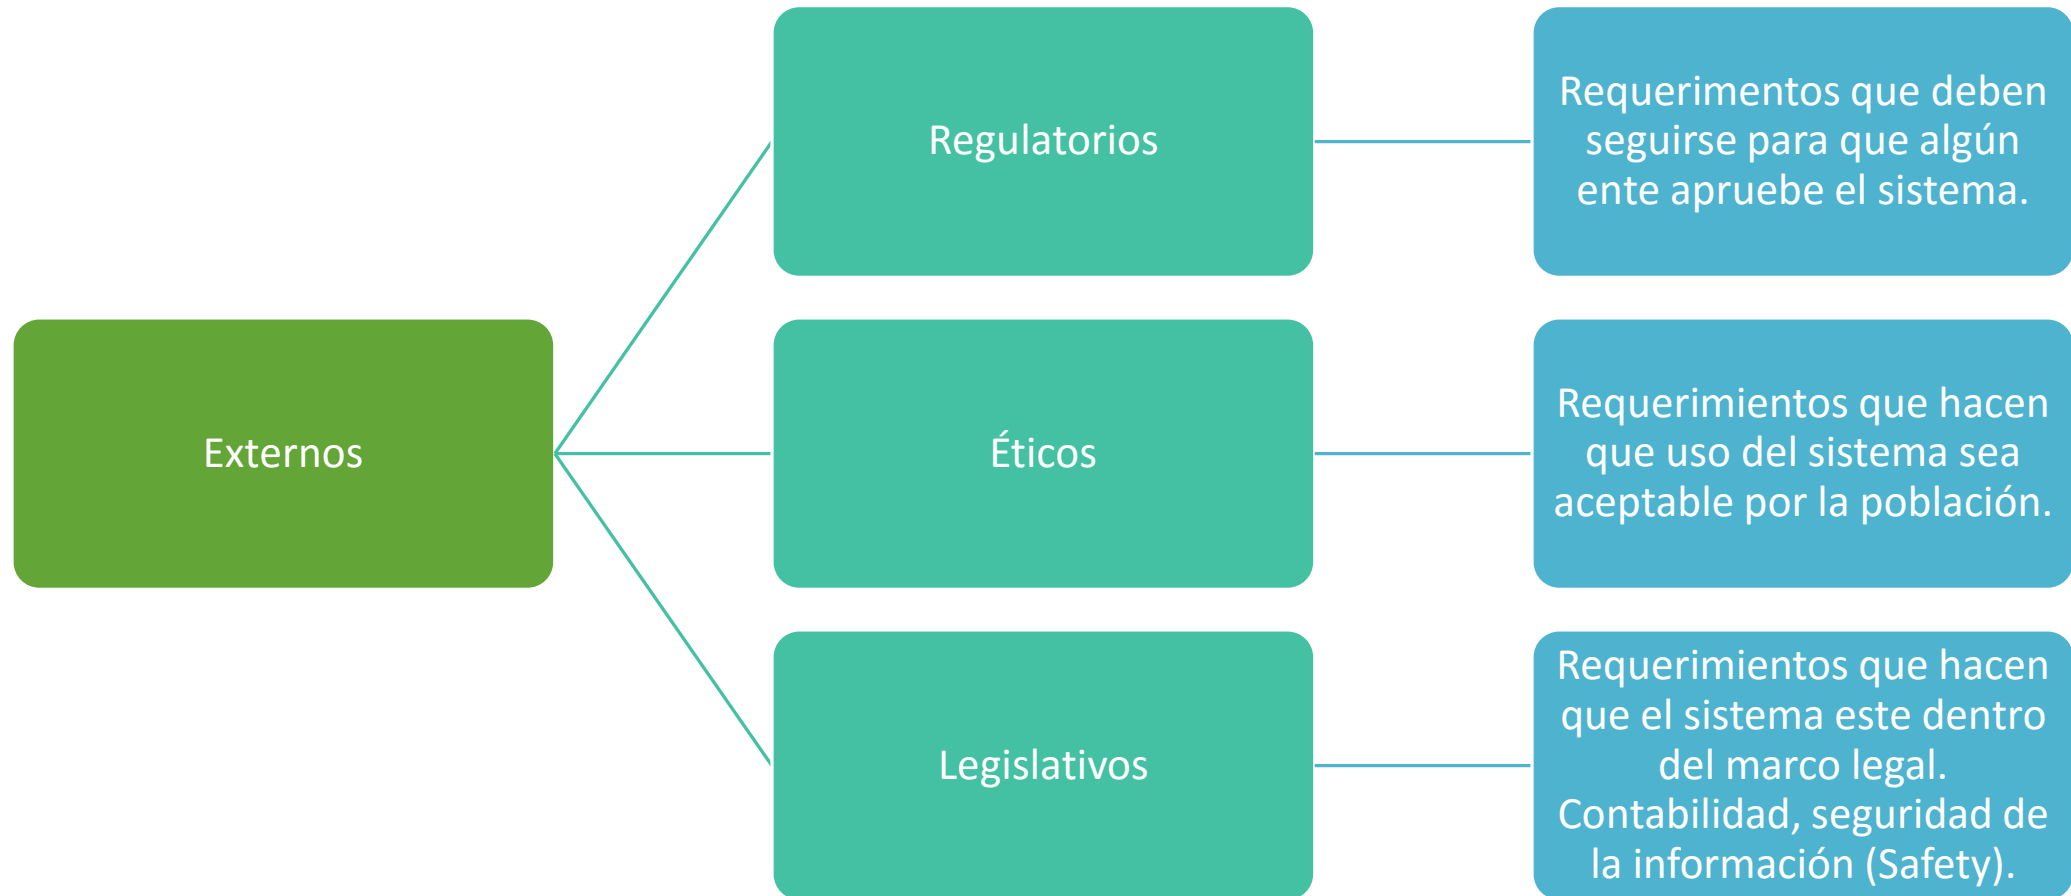 Externos
Regulatorios
Requerimentos que deben
seguirse para que algún
ente apruebe el sistema.
Éticos
Requerimientos que hacen
que uso del sistema sea
aceptable por la población.
Legislativos
Requerimientos que hacen
que el sistema este dentro
del marco legal.
Contabilidad, seguridad de
la información (Safety).